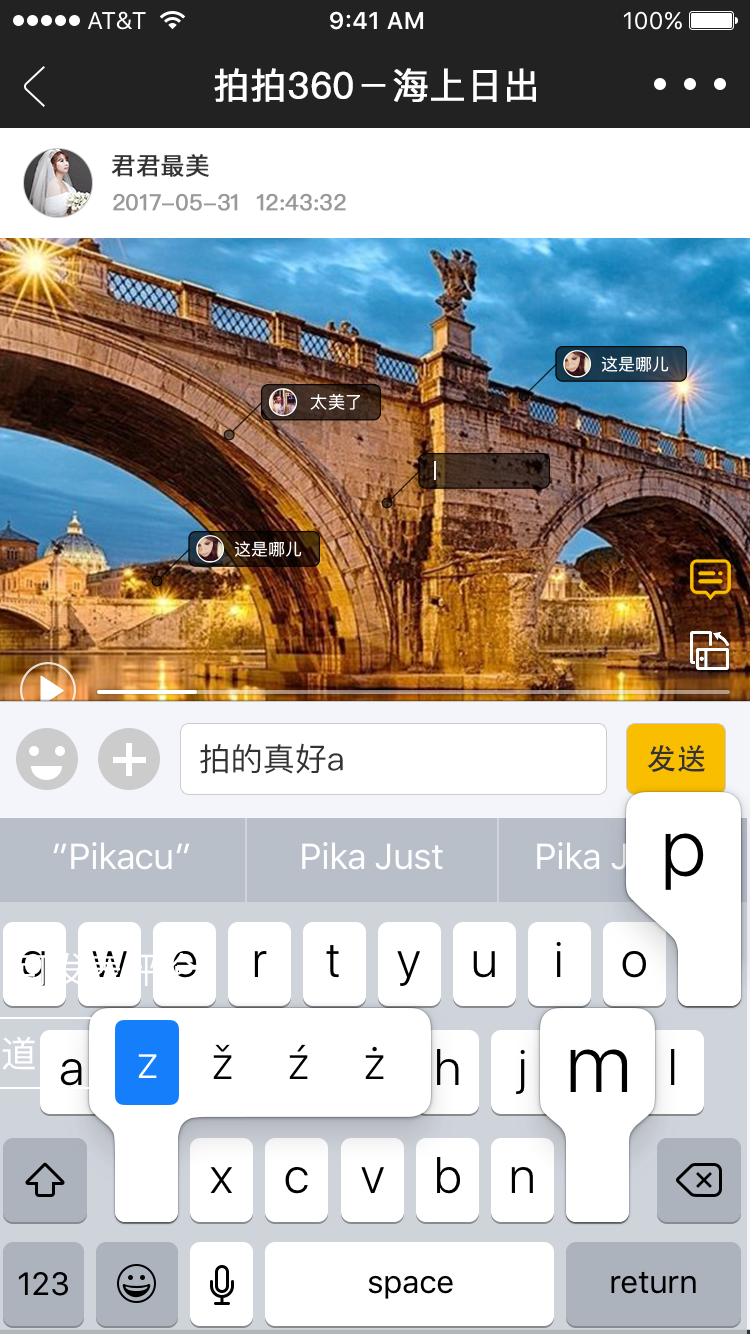 AT&T 9:41 AM 100%
拍拍360－海上日出
君君最美
2017-05-31 12:43:32
这是哪儿
太美了
这是哪儿
拍的真好a
发送
"Pikacu" Pika Just Pika J
p
q w e r t y u i o
a z ž ź ż h j m l
x c v b n
123 space return
道